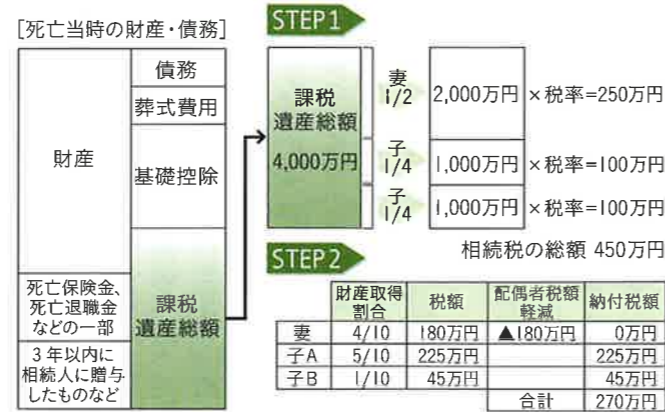 [死亡当時の財産・債務]
財産
債務
葬式費用
基礎控除
死亡保険金、
死亡退職金
などの一部
3年以内に
相続人に贈与
したものなど
課税
遺産総額
STEP1
課税
遺産総額
4,000万円
妻
1/2
2,000万円 ×税率=250万円
子
1/4
1,000万円 ×税率=100万円
子
1/4
1,000万円 ×税率=100万円
相続税の総額 450万円
STEP2
財産取得
割合
税額
配偶者税額
軽減
納付税額
妻 4/10 180万円 ▲180万円 0万円
子A 5/10 225万円 225万円
子B 1/10 45万円 45万円
合計 270万円